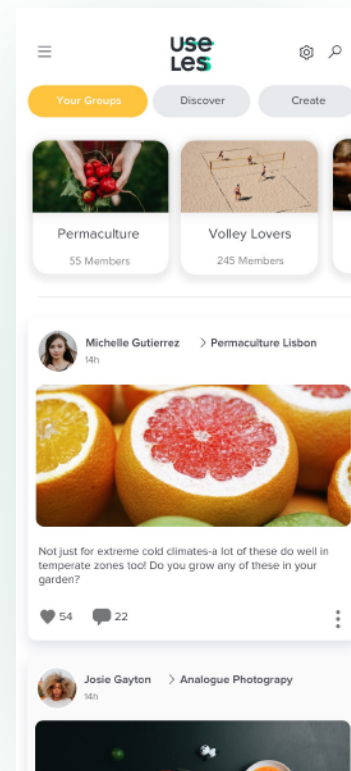 Use
Les
Your Groups
Discover
Create
Permaculture
Volley Lovers
55 Members
245 Members
Michelle Gutierrez > Permaculture Lisbon
14h
Not just for extreme cold climates-a lot of these do well in
temperate zones too! Do you grow any of these in your
garden?
54
22
Josie Gayton > Analogue Photograpy
14h